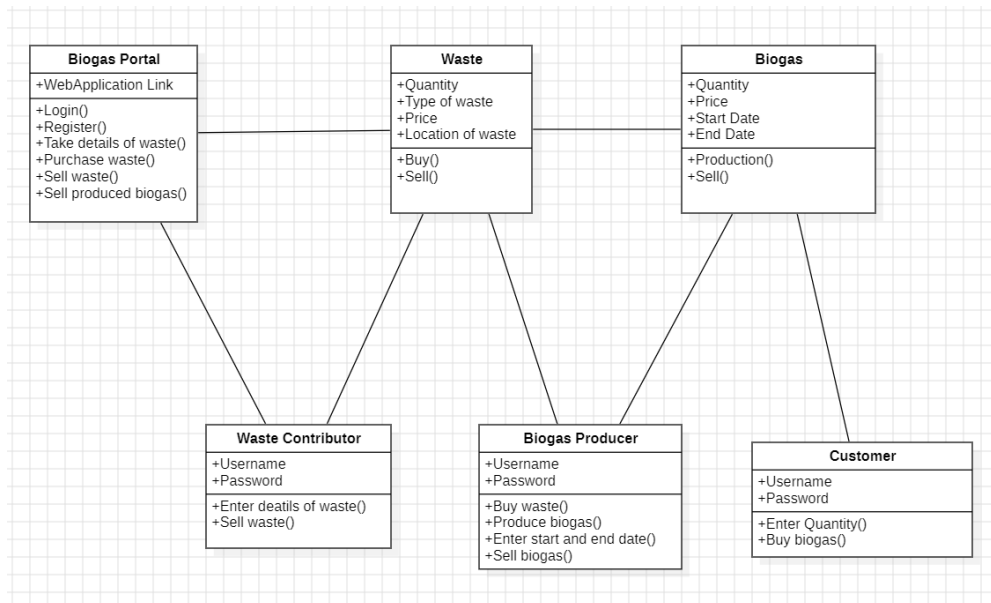 Biogas Portal
+WebApplication Link
+Login()
+Register()
+Take details of waste()
+Purchase waste()
+Sell waste()
+Sell produced biogas()
Waste
+Quantity
+Type of waste
+Price
+Location of waste
+Buy()
+Sell()
Biogas
+Quantity
+Price
+Start Date
+End Date
+Production()
+Sell()
Waste Contributor
+Username
+Password
+Enter deatils of waste()
+Sell waste()
Biogas Producer
+Username
+Password
+Buy waste()
+Produce biogas()
+Enter start and end date()
+Sell biogas()
Customer
+Username
+Password
+Enter Quantity()
+Buy biogas()